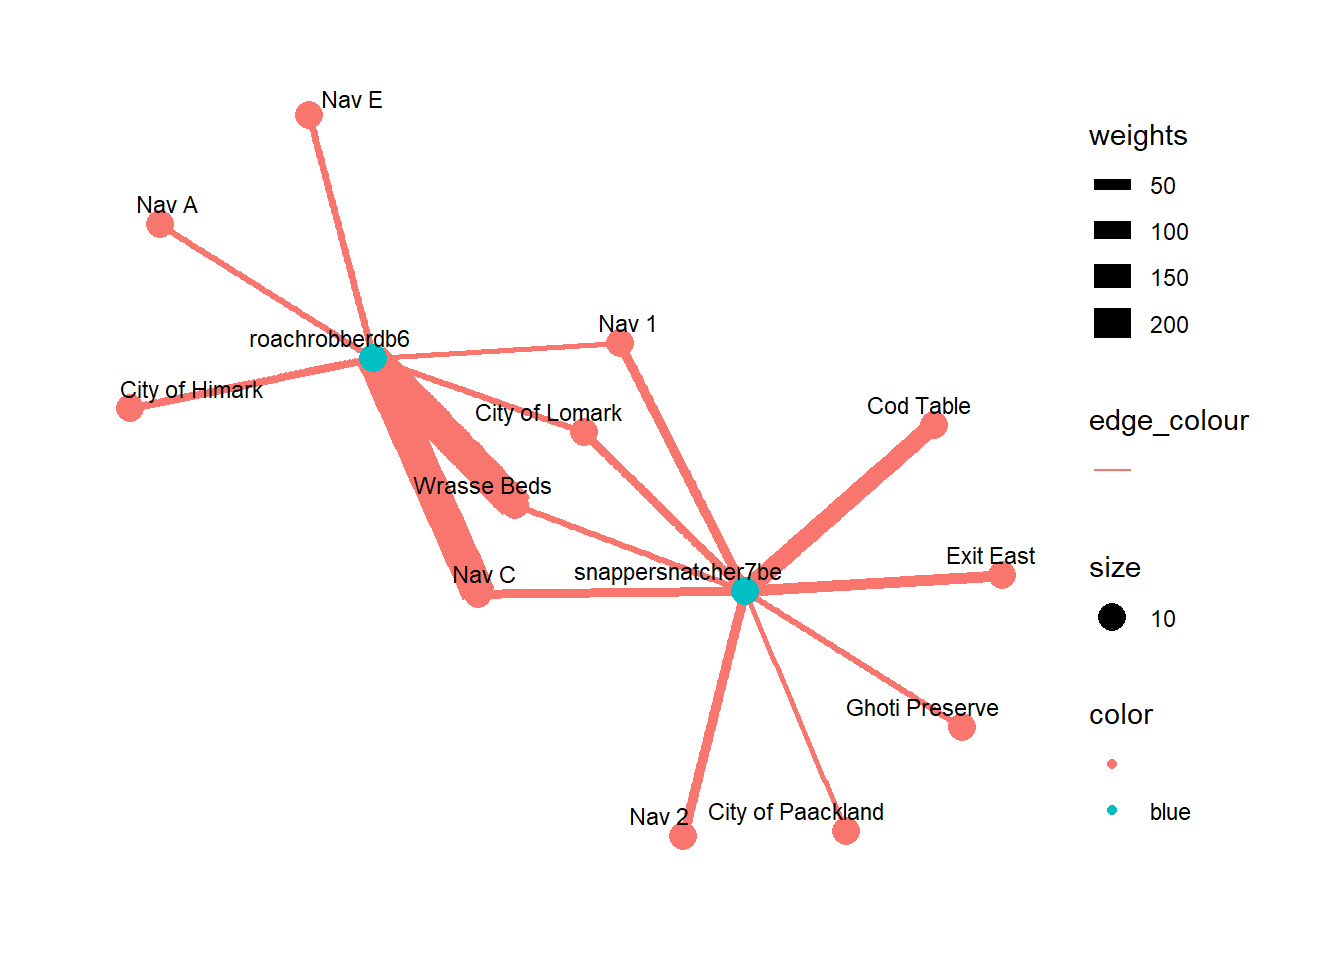 Nav E
Nav A
roachrobberdb6
Nav 1
City of Himark
City of Lomark
Cod Table
Wrasse Beds
Nav C
snappersnatcher7be
Exit East
Ghoti Preserve
Nav 2
City of Paackland
weights
50
100
150
200
edge_colour
size
10
color
blue